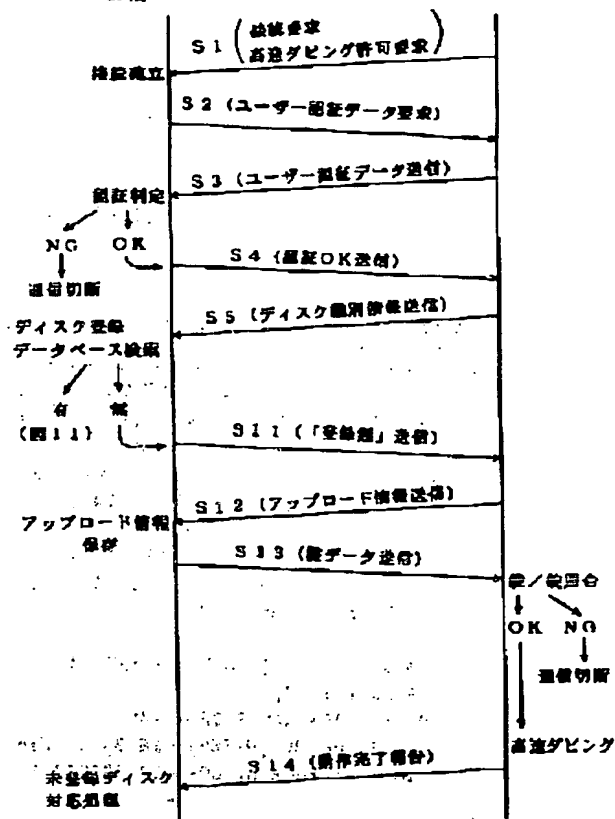 S1 (接続要求
高速ダビング許可要求)
接続確立
S2 (ユーザー認証データ要求)
S3 (ユーザー認証データ送付)
認証判定
NG OK
S4 (認証OK送付)
通信切断
S5 (ディスク識別情報送信)
ディスク登録
データベース検索
有 無
(図11)
S11 (「登録無」送信)
S12 (アップロード情報送信)
アップロード情報
保存
S13 (鍵データ送信)
鍵/錠照合
OK NG
通信切断
高速ダビング
S14 (動作完了報告)
未登録ディスク
対応処理